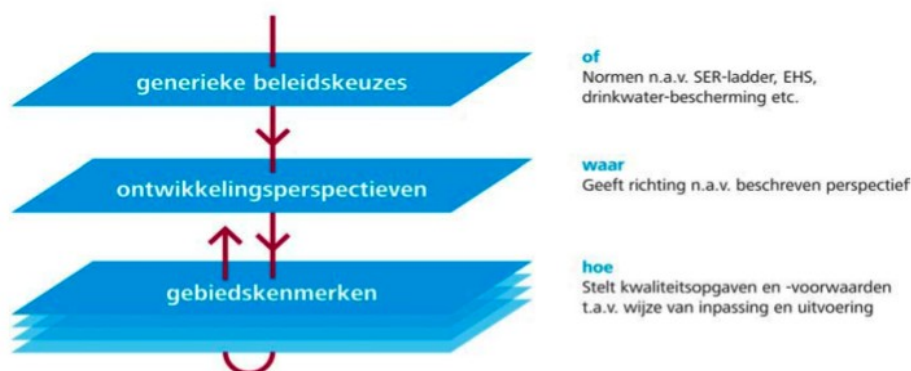 generieke beleidskeuzes
of
Normen n.a.v. SER-ladder, EHS,
drinkwater-bescherming etc.
ontwikkelingsperspectieven
waar
Geeft richting n.a.v. beschreven perspectief
gebiedskenmerken
hoe
Stelt kwaliteitsopgaven en -voorwaarden
t.a.v. wijze van inpassing en uitvoering